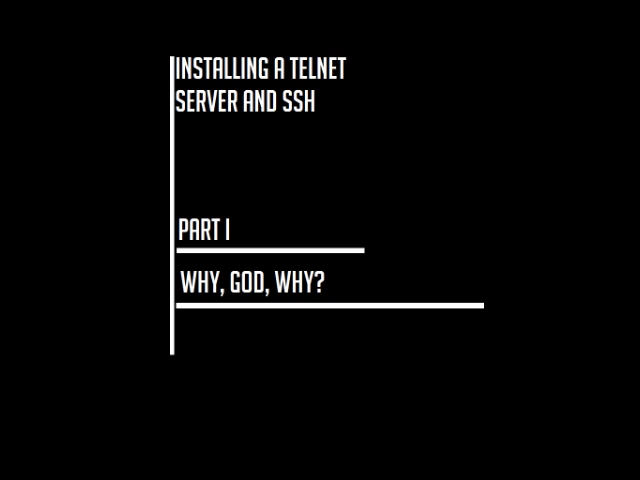 INSTALLING A TELNET
SERVER AND SSH
PART I
WHY, GOD, WHY?